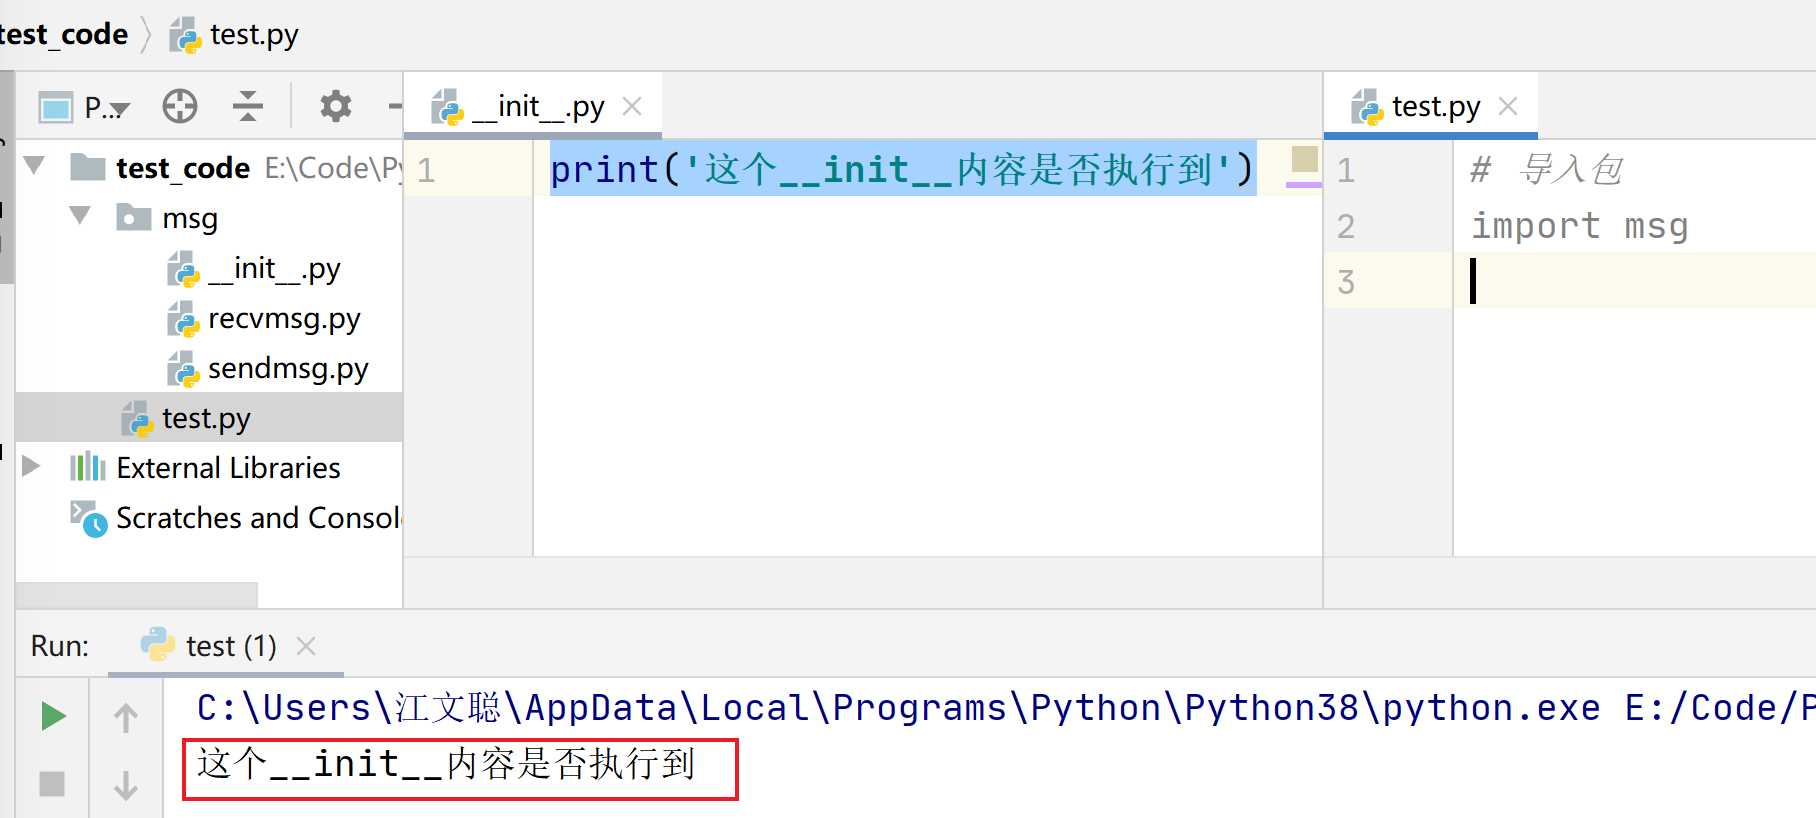 test_code
test.py
P...
__init__.py
test.py
test_code E:\Code\Py
msg
__init__.py
recvmsg.py
sendmsg.py
test.py
External Libraries
Scratches and Consol
1 print('这个__init__内容是否执行到')
1 # 导入包
2 import msg
3
Run: test (1)
C:\Users\江文聪\AppData\Local\Programs\Python\Python38\python.exe E:/Code/P
这个__init__内容是否执行到